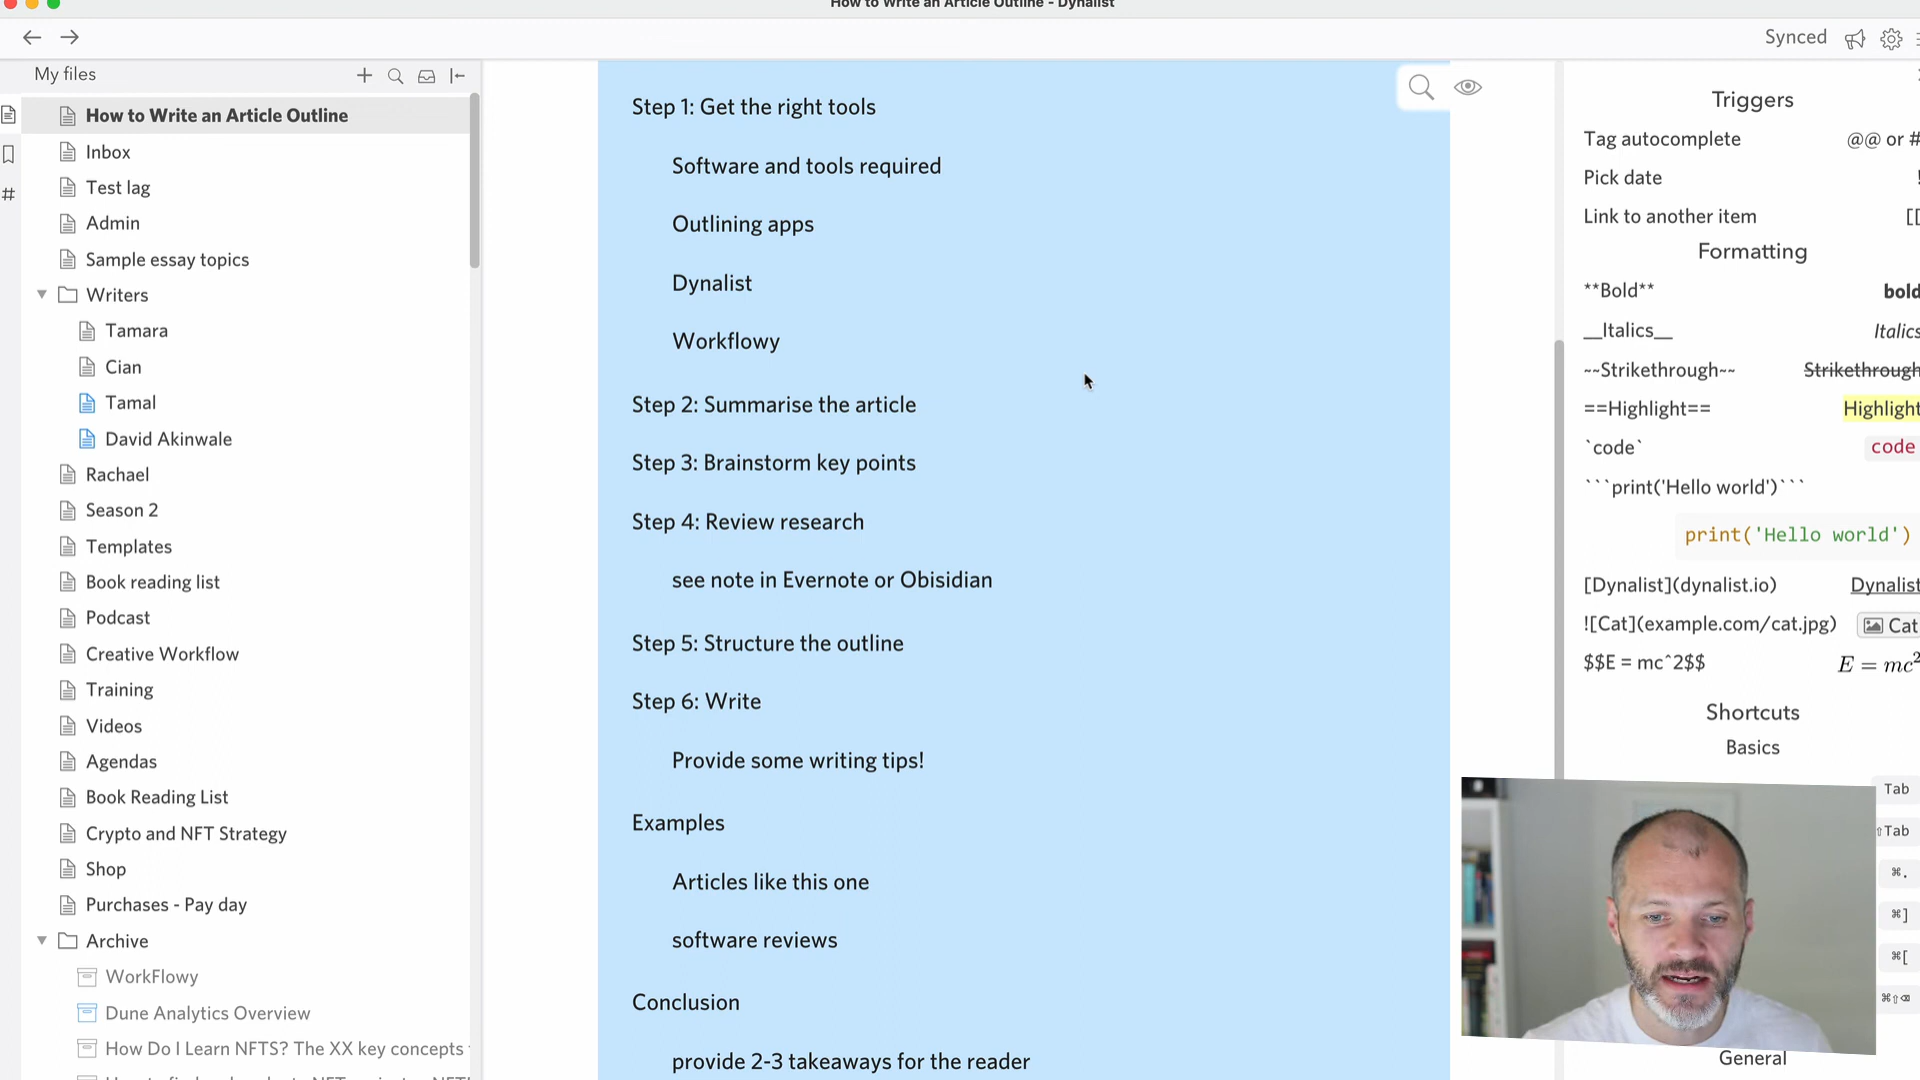 How to Write an Article Outline - Dynalist
Synced
My files
How to Write an Article Outline
Inbox
Test lag
Admin
Sample essay topics
Writers
Tamara
Cian
Tamal
David Akinwale
Rachael
Season 2
Templates
Book reading list
Podcast
Creative Workflow
Training
Videos
Agendas
Book Reading List
Crypto and NFT Strategy
Shop
Purchases - Pay day
Archive
WorkFlowy
Dune Analytics Overview
How Do I Learn NFTS? The XX key concepts
Step 1: Get the right tools
Software and tools required
Outlining apps
Dynalist
Workflowy
Step 2: Summarise the article
Step 3: Brainstorm key points
Step 4: Review research
see note in Evernote or Obisidian
Step 5: Structure the outline
Step 6: Write
Provide some writing tips!
Examples
Articles like this one
software reviews
Conclusion
provide 2-3 takeaways for the reader
Triggers
Tag autocomplete @@ or #
Pick date !
Link to another item [[
Formatting
**Bold** bold
__Italics__ Italics
~~Strikethrough~~ Strikethrough
==Highlight== Highlight
`code` code
```print('Hello world')```
print('Hello world')
[Dynalist](dynalist.io) Dynalist
![Cat](example.com/cat.jpg) Cat
$$E = mc^2$$ E = mc²
Shortcuts
Basics
Tab
⇧Tab
⌘.
⌘]
⌘[
⌘⇧⌫
General